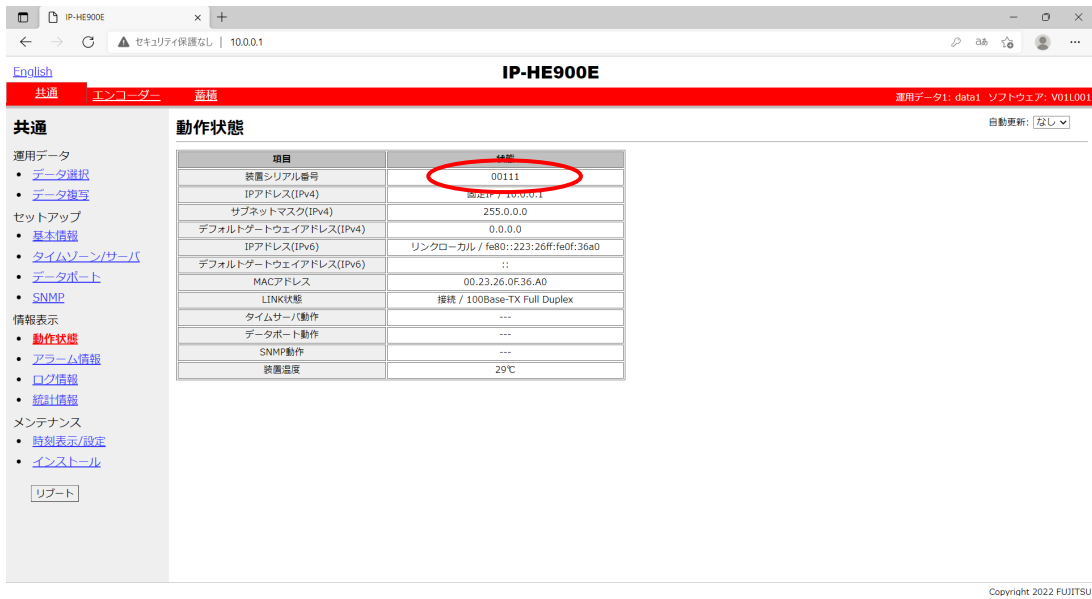 IP-HE900E
セキュリティ保護なし 10.0.0.1
aあ
English
IP-HE900E
共通 エンコーダー 蓄積 運用データ1: data1 ソフトウェア: V01L001
共通
動作状態
自動更新: なし
運用データ
データ選択
データ複写
セットアップ
基本情報
タイムゾーン/サーバ
データポート
SNMP
情報表示
動作状態
アラーム情報
ログ情報
統計情報
メンテナンス
時刻表示/設定
インストール
リブート
項目 状態
装置シリアル番号 00111
IPアドレス(IPv4) 固定IP / 10.0.0.1
サブネットマスク(IPv4) 255.0.0.0
デフォルトゲートウェイアドレス(IPv4) 0.0.0.0
IPアドレス(IPv6) リンクローカル / fe80::223:26ff:fe0f:36a0
デフォルトゲートウェイアドレス(IPv6) ::
MACアドレス 00.23.26.0F.36.A0
LINK状態 接続 / 100Base-TX Full Duplex
タイムサーバ動作 ---
データポート動作 ---
SNMP動作 ---
装置温度 29℃
Copyright 2022 FUJITSU